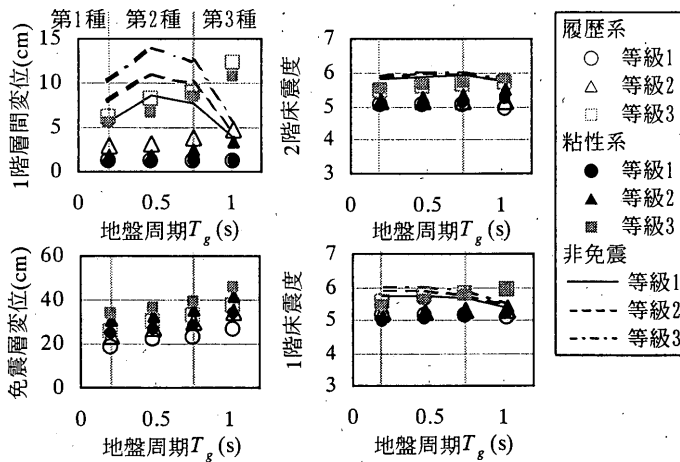 第1種 第2種 第3種
1階層間変位(cm)
15
10
5
0
0 0.5 1
地盤周期Tg(s)
2階床震度
7
6
5
4
3
0 0.5 1
地盤周期Tg(s)
免震層変位(cm)
60
40
20
0
0 0.5 1
地盤周期Tg(s)
1階床震度
7
6
5
4
3
0 0.5 1
地盤周期Tg(s)
履歴系
等級1
等級2
等級3
粘性系
等級1
等級2
等級3
非免震
等級1
等級2
等級3